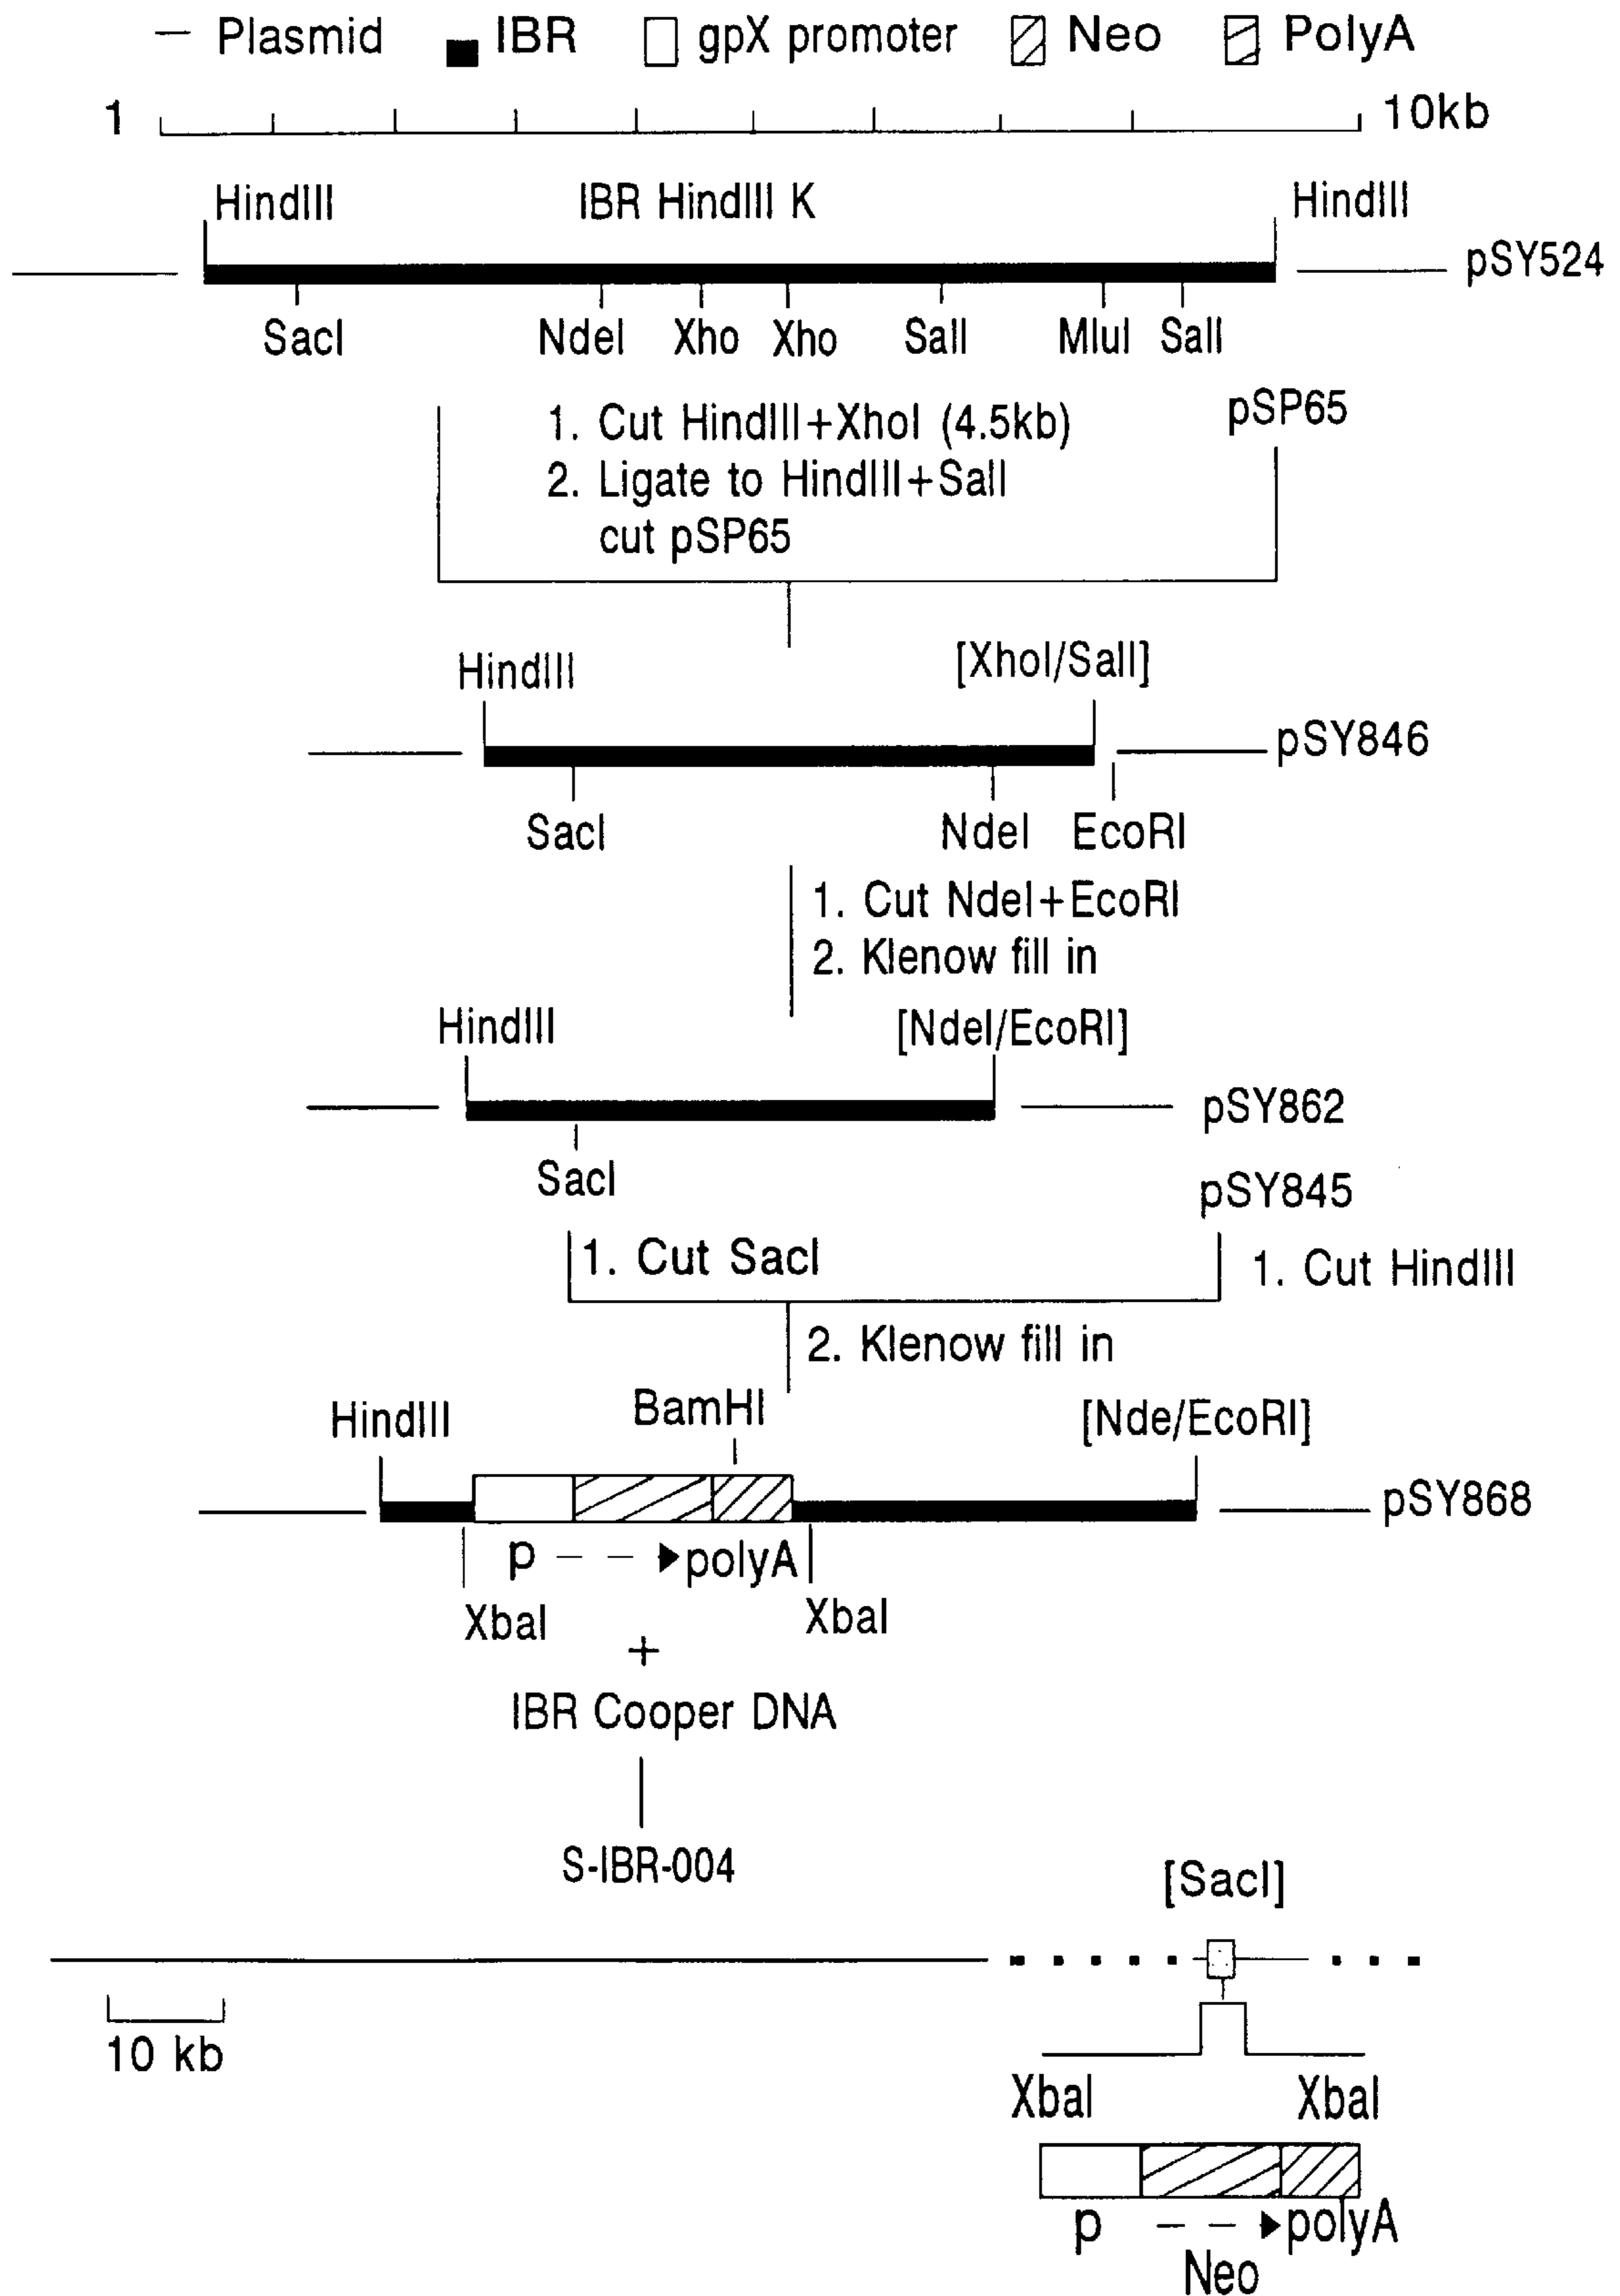 Plasmid IBR gpX promoter Neo PolyA
1 10kb
HindIII IBR HindIII K HindIII
pSY524
SacI NdeI Xho Xho SalI MluI SalI
pSP65
1. Cut HindIII+XhoI (4.5kb)
2. Ligate to HindIII+SalI
cut pSP65
HindIII [XhoI/SalI]
pSY846
SacI NdeI EcoRI
1. Cut NdeI+EcoRI
2. Klenow fill in
HindIII [NdeI/EcoRI]
pSY862
SacI
pSY845
1. Cut SacI 1. Cut HindIII
2. Klenow fill in
HindIII BamHI [Nde/EcoRI]
pSY868
p polyA
XbaI XbaI
+
IBR Cooper DNA
S-IBR-004
[SacI]
10 kb
XbaI XbaI
p polyA
Neo